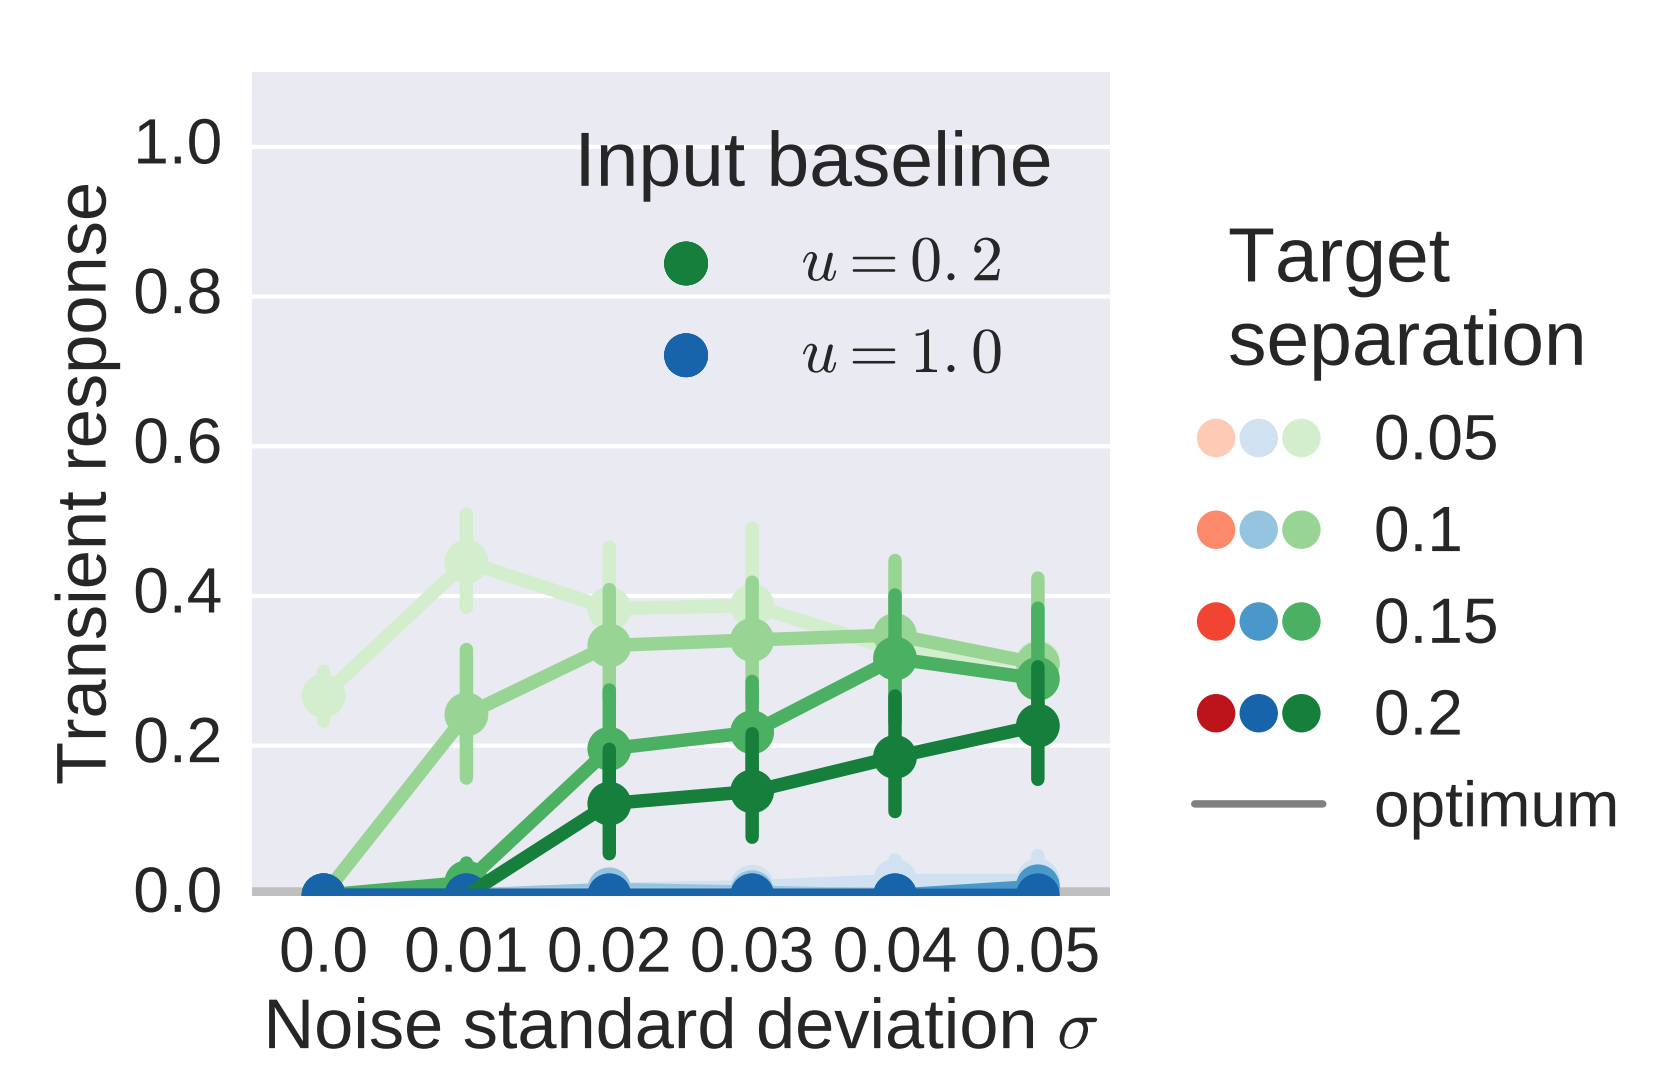 Transient response
1.0
0.8
0.6
0.4
0.2
0.0
Input baseline
u = 0.2
u = 1.0
0.0 0.01 0.02 0.03 0.04 0.05
Noise standard deviation σ
Target
separation
0.05
0.1
0.15
0.2
optimum